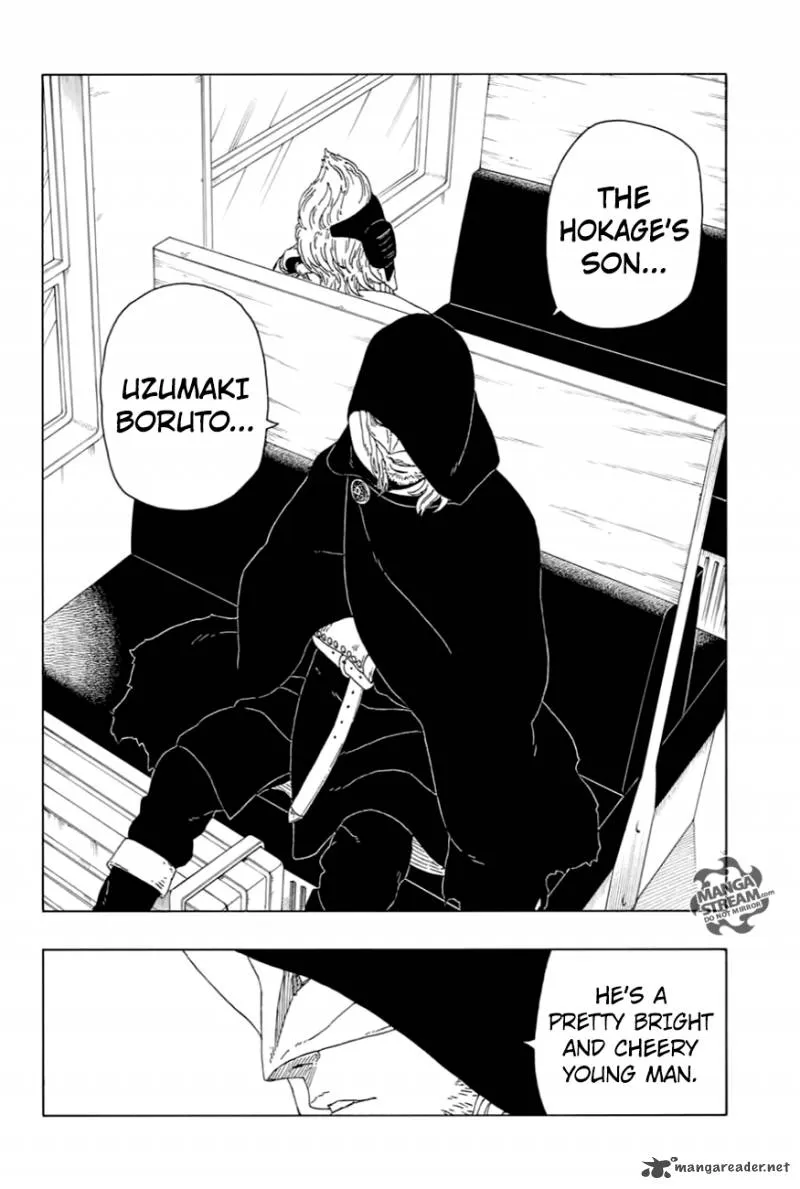 THE
HOKAGE'S
SON...
UZUMAKI
BORUTO...
MANGA
STREAM.com
DO NOT MIRROR
HE'S A
PRETTY BRIGHT
AND CHEERY
YOUNG MAN.
mangareader.net